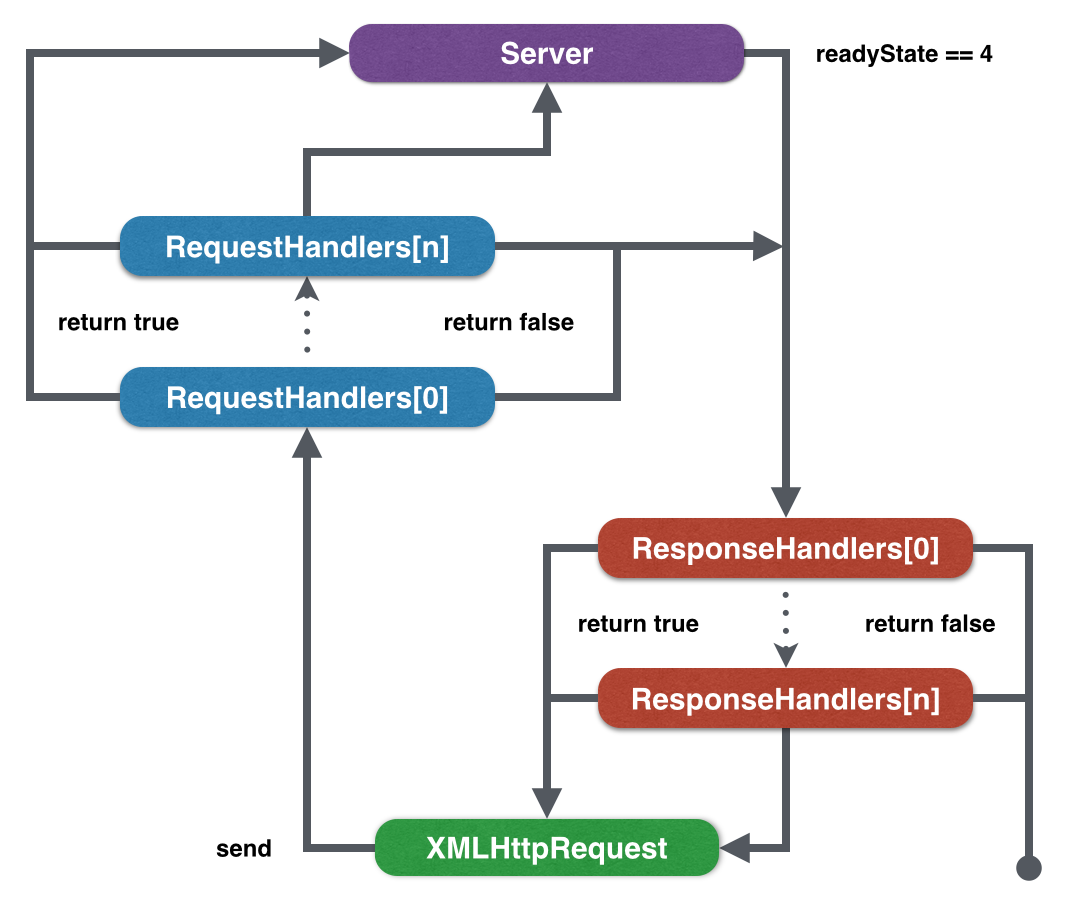 Server
readyState == 4
RequestHandlers[n]
return true
return false
RequestHandlers[0]
ResponseHandlers[0]
return true
return false
ResponseHandlers[n]
send
XMLHttpRequest